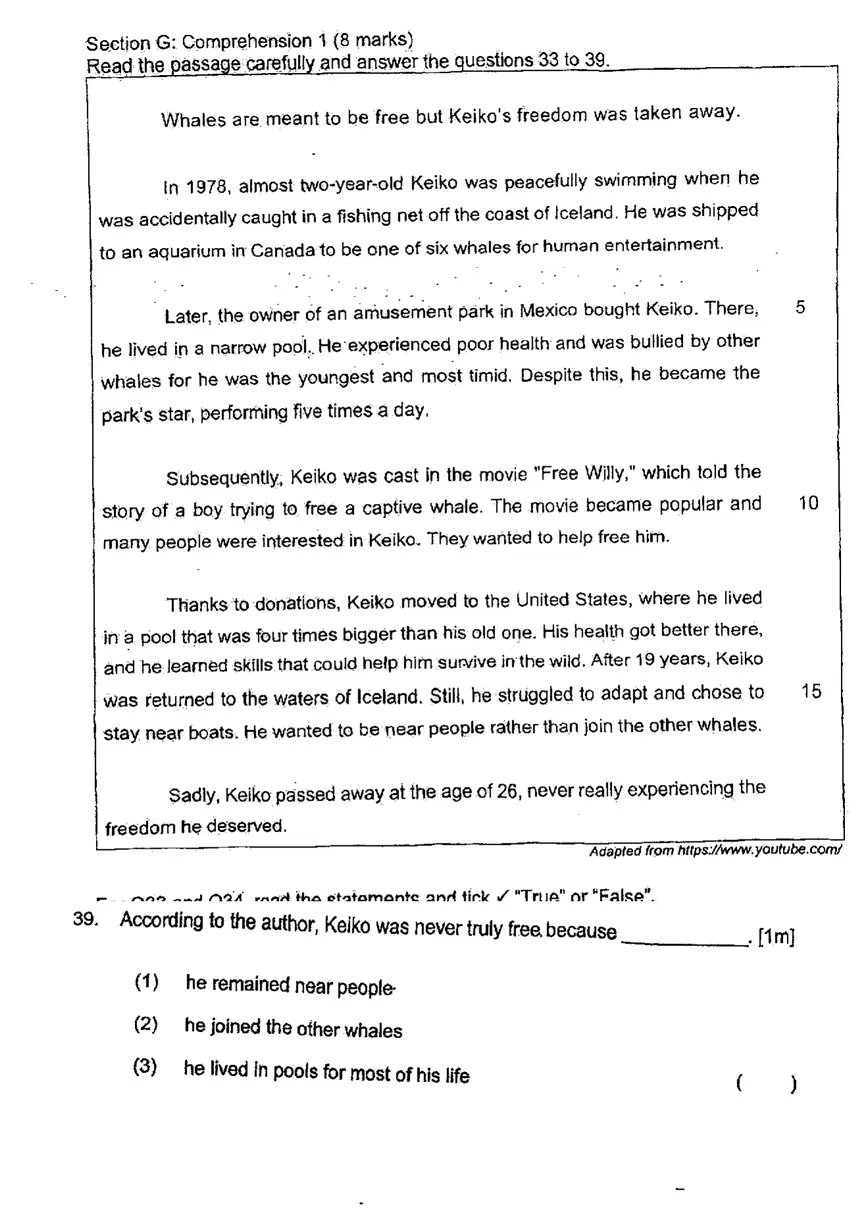 Section G: Comprehension 1 (8 marks)
Read the passage carefully and answer the questions 33 to 39.
Whales are meant to be free but Keiko's freedom was taken away.
In 1978, almost two-year-old Keiko was peacefully swimming when he
was accidentally caught in a fishing net off the coast of Iceland. He was shipped
to an aquarium in Canada to be one of six whales for human entertainment.
Later, the owner of an amusement park in Mexico bought Keiko. There, 5
he lived in a narrow pool. He experienced poor health and was bullied by other
whales for he was the youngest and most timid. Despite this, he became the
park's star, performing five times a day.
Subsequently, Keiko was cast in the movie "Free Willy," which told the
story of a boy trying to free a captive whale. The movie became popular and 10
many people were interested in Keiko. They wanted to help free him.
Thanks to donations, Keiko moved to the United States, where he lived
in a pool that was four times bigger than his old one. His health got better there,
and he learned skills that could help him survive in the wild. After 19 years, Keiko
was returned to the waters of Iceland. Still, he struggled to adapt and chose to 15
stay near boats. He wanted to be near people rather than join the other whales.
Sadly, Keiko passed away at the age of 26, never really experiencing the
freedom he deserved.
Adapted from https://www.youtube.com/
read the statements and tick ✓ "True" or "False".
39. According to the author, Keiko was never truly free because ____________. [1m]
(1) he remained near people
(2) he joined the other whales
(3) he lived in pools for most of his life
( )